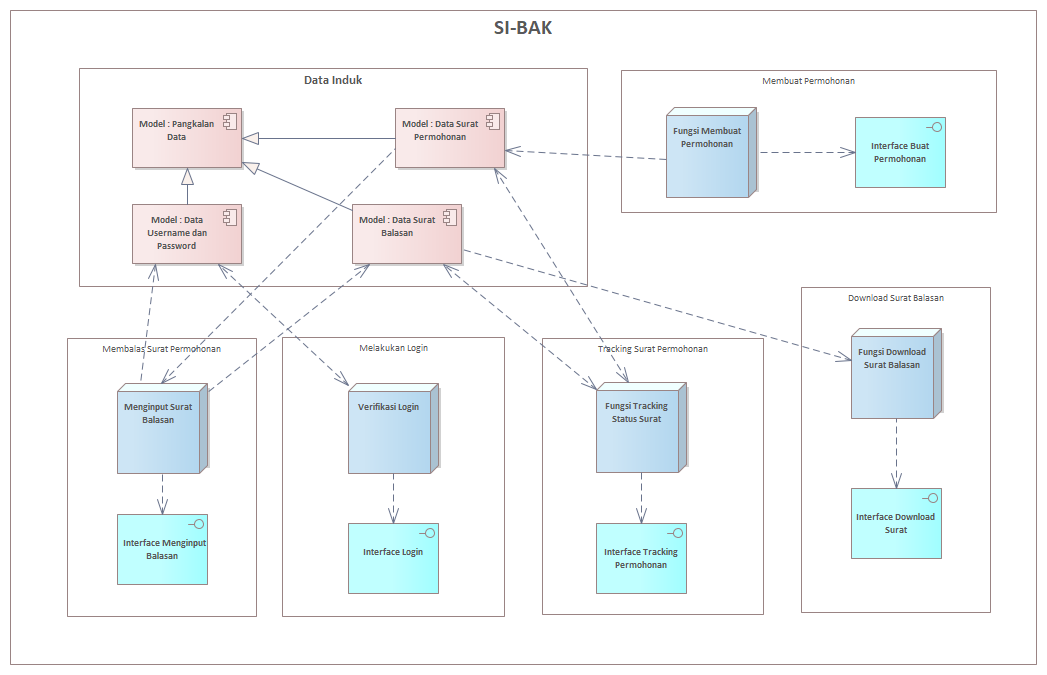 SI-BAK
Data Induk
Model : Pangkalan
Data
Model : Data Surat
Permohonan
Model : Data
Username dan
Password
Model : Data Surat
Balasan
Membuat Permohonan
Fungsi Membuat
Permohonan
Interface Buat
Permohonan
Membalas Surat Permohonan
Menginput Surat
Balasan
Interface Menginput
Balasan
Melakukan Login
Verifikasi Login
Interface Login
Tracking Surat Permohonan
Fungsi Tracking
Status Surat
Interface Tracking
Permohonan
Download Surat Balasan
Fungsi Download
Surat Balasan
Interface Download
Surat